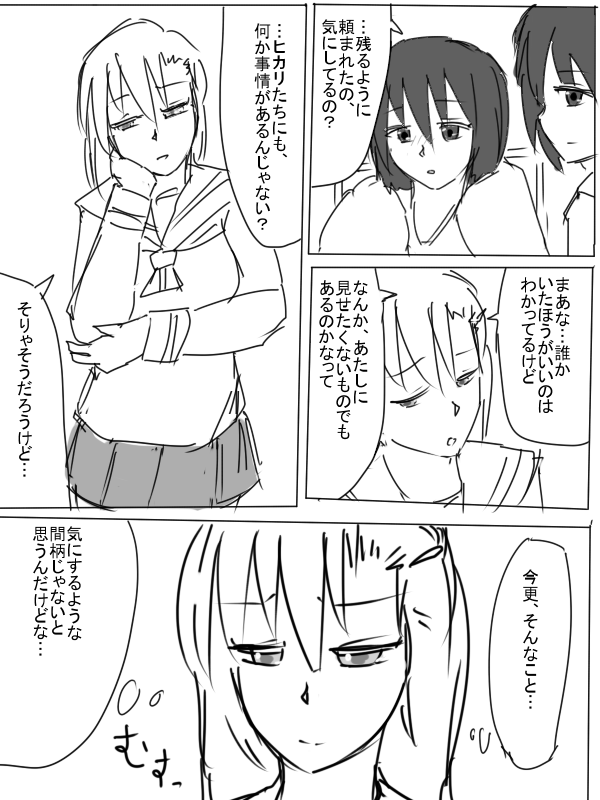 …残るように
頼まれたの、
気にしてるの？
まあな…誰か
いたほうがいいのは
わかってるけど
なんか、あたしに
見せたくないものでも
あるのかなって
…ヒカリたちにも、
何か事情があるんじゃない？
そりゃそうだろうけど…
今更、そんなこと…
気にするような
間柄じゃないと
思うんだけどな…
むすっ